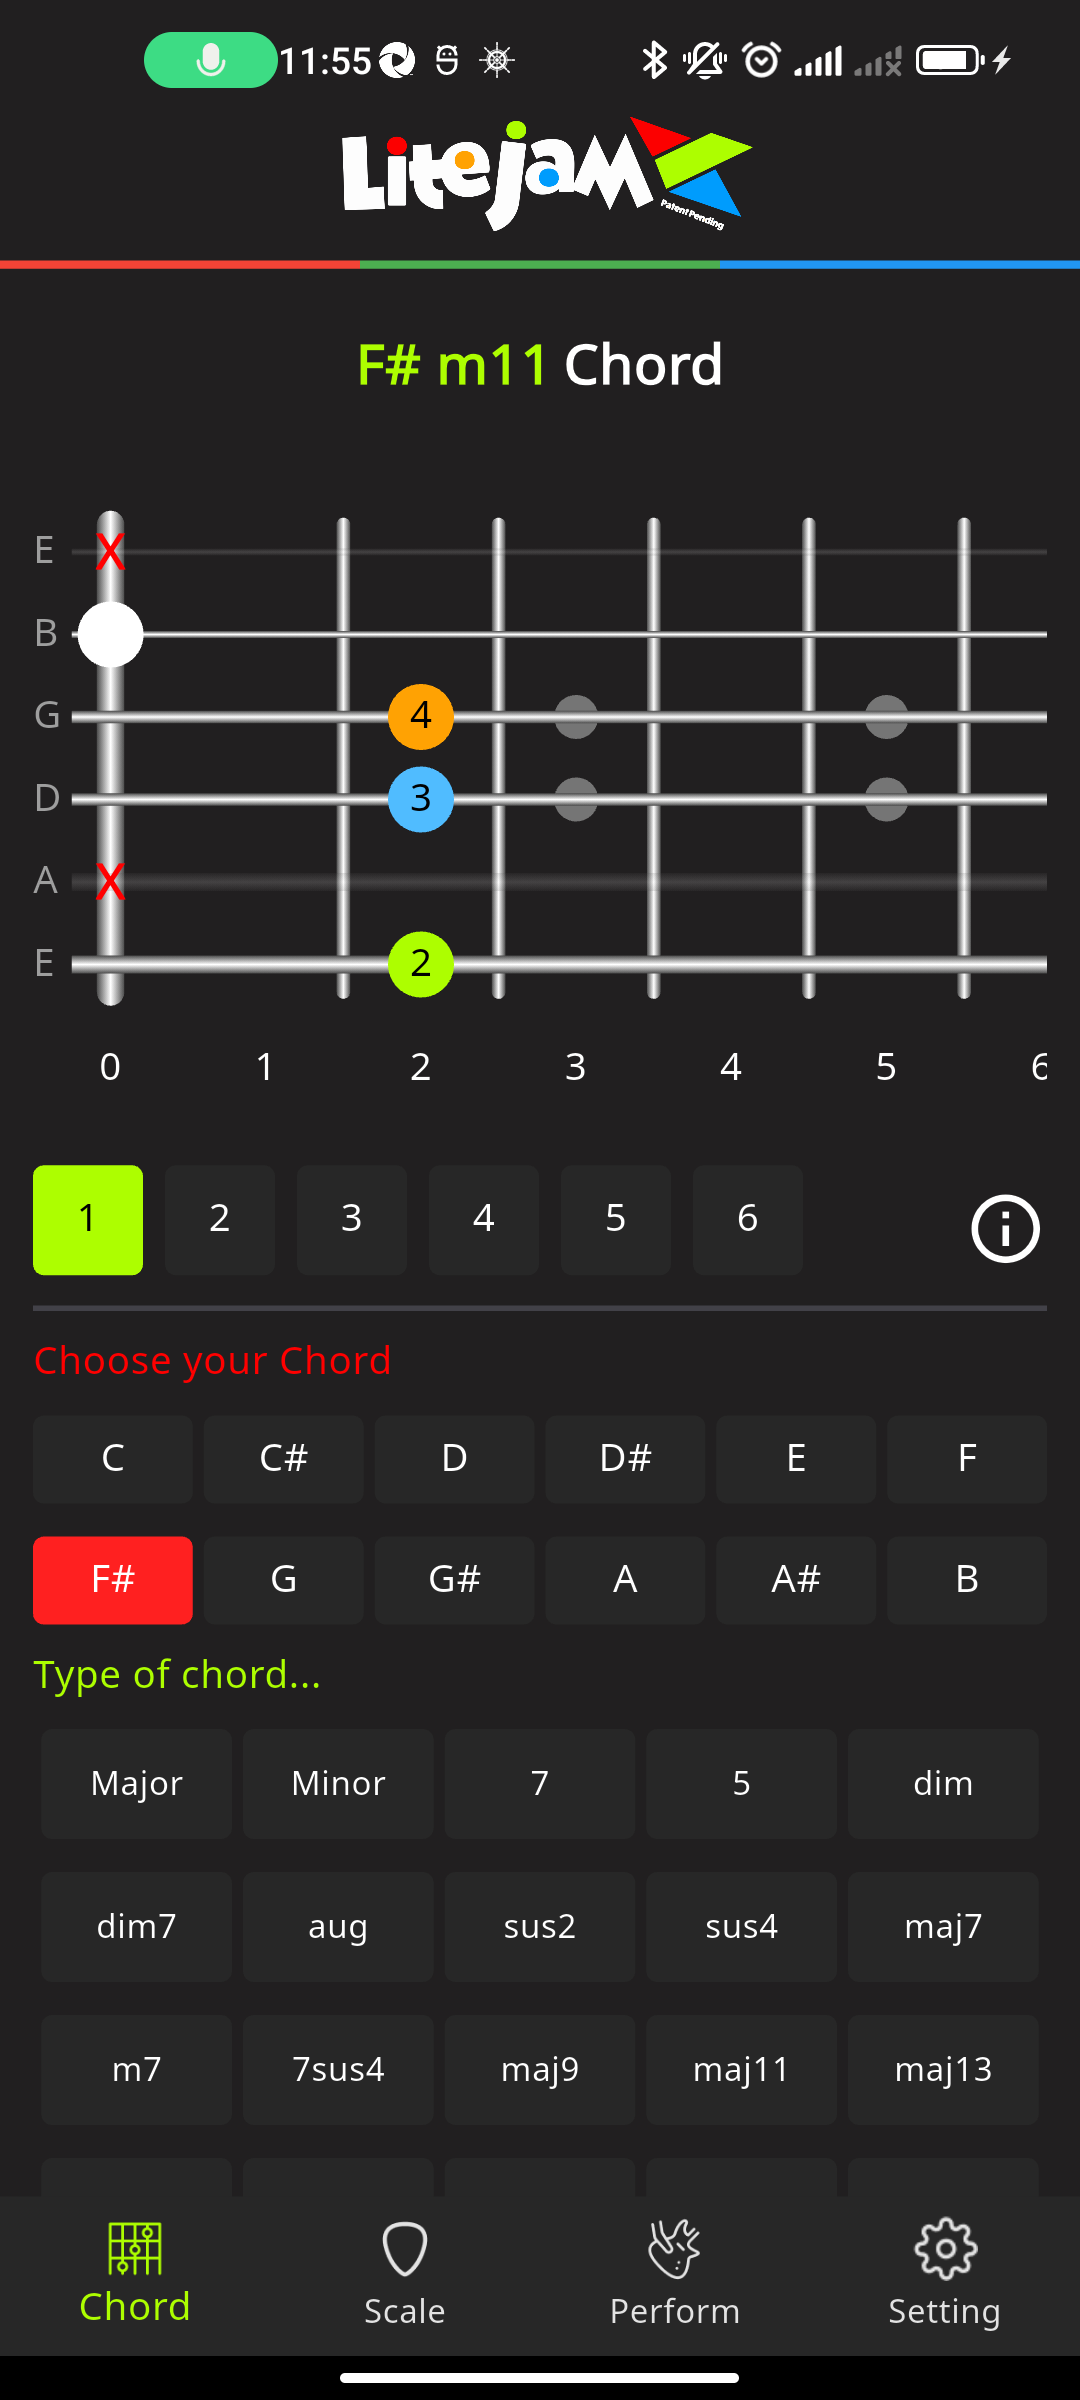 11:55
Litejam
Patent Pending
F# m11 Chord
E X
B
G 4
D 3
A X
E 2
0 1 2 3 4 5 6
1 2 3 4 5 6
Choose your Chord
C C# D D# E F
F# G G# A A# B
Type of chord...
Major Minor 7 5 dim
dim7 aug sus2 sus4 maj7
m7 7sus4 maj9 maj11 maj13
Chord Scale Perform Setting